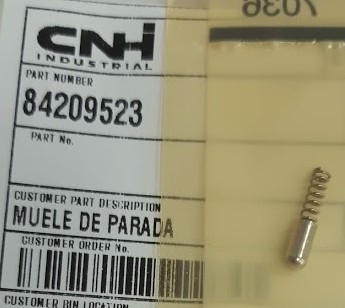 CNH
INDUSTRIAL
7036
PART NUMBER
84209523
PART No.
CUSTOMER PART DESCRIPTION
MUELE DE PARADA
CUSTOMER ORDER No.
CUSTOMER BIN LOCATION